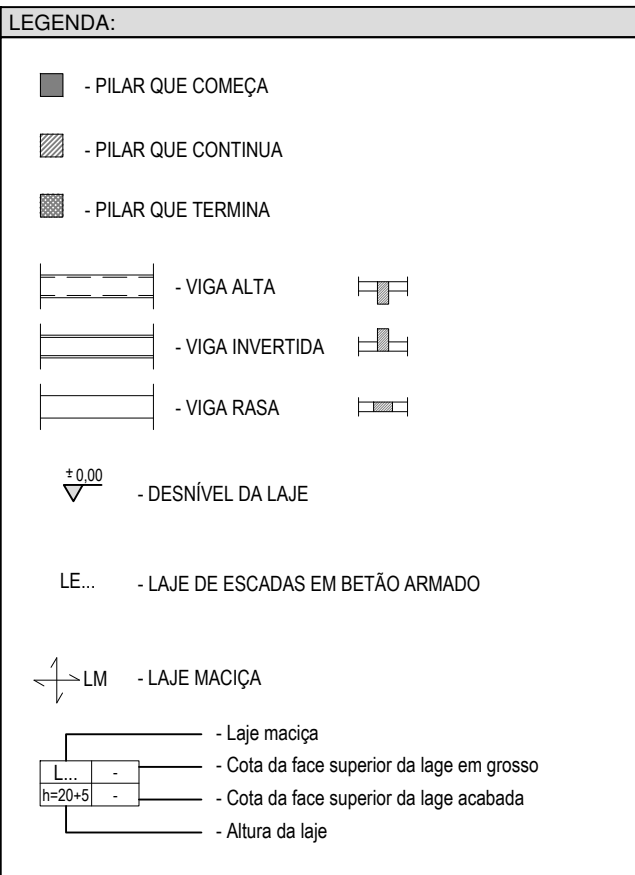 LEGENDA:
- PILAR QUE COMEÇA
- PILAR QUE CONTINUA
- PILAR QUE TERMINA
- VIGA ALTA
- VIGA INVERTIDA
- VIGA RASA
± 0,00
- DESNÍVEL DA LAJE
LE... - LAJE DE ESCADAS EM BETÃO ARMADO
LM - LAJE MACIÇA
- Laje maciça
L... - - Cota da face superior da lage em grosso
h=20+5 - - Cota da face superior da lage acabada
- Altura da laje